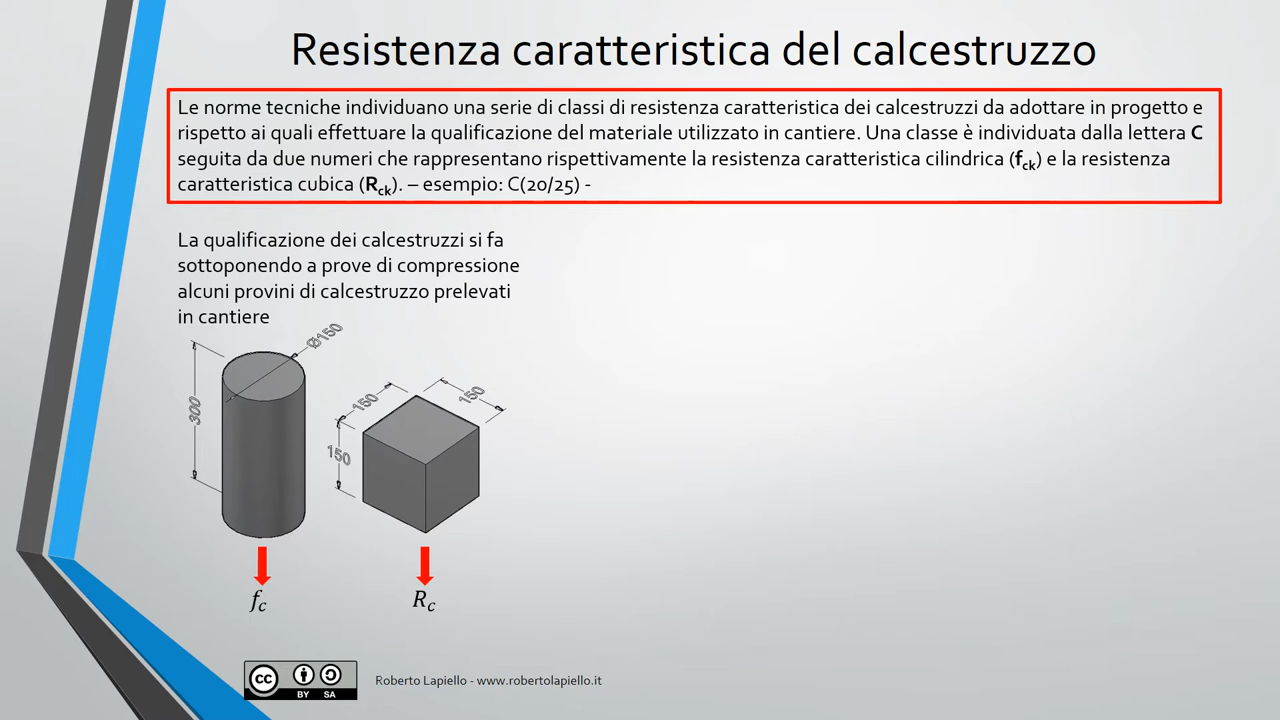 Resistenza caratteristica del calcestruzzo
Le norme tecniche individuano una serie di classi di resistenza caratteristica dei calcestruzzi da adottare in progetto e
rispetto ai quali effettuare la qualificazione del materiale utilizzato in cantiere. Una classe è individuata dalla lettera C
seguita da due numeri che rappresentano rispettivamente la resistenza caratteristica cilindrica (fck) e la resistenza
caratteristica cubica (Rck). – esempio: C(20/25) -
La qualificazione dei calcestruzzi si fa
sottoponendo a prove di compressione
alcuni provini di calcestruzzo prelevati
in cantiere
Ø150
300
150
150
150
fc
Rc
cc
BY SA
Roberto Lapiello - www.robertolapiello.it